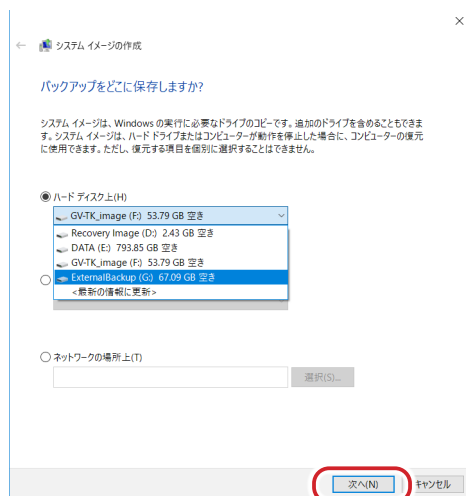 システム イメージの作成
バックアップをどこに保存しますか?
システム イメージは、Windows の実行に必要なドライブのコピーです。追加のドライブを含めることもできま
す。システム イメージは、ハード ドライブまたはコンピューターが動作を停止した場合に、コンピューターの復元
に使用できます。ただし、復元する項目を個別に選択することはできません。
ハード ディスク上(H)
GV-TK_image (F:) 53.79 GB 空き
Recovery Image (D:) 2.43 GB 空き
DATA (E:) 793.85 GB 空き
GV-TK_image (F:) 53.79 GB 空き
ExternalBackup (G:) 67.09 GB 空き
<最新の情報に更新>
ネットワークの場所上(T)
選択(S)...
次へ(N)
キャンセル